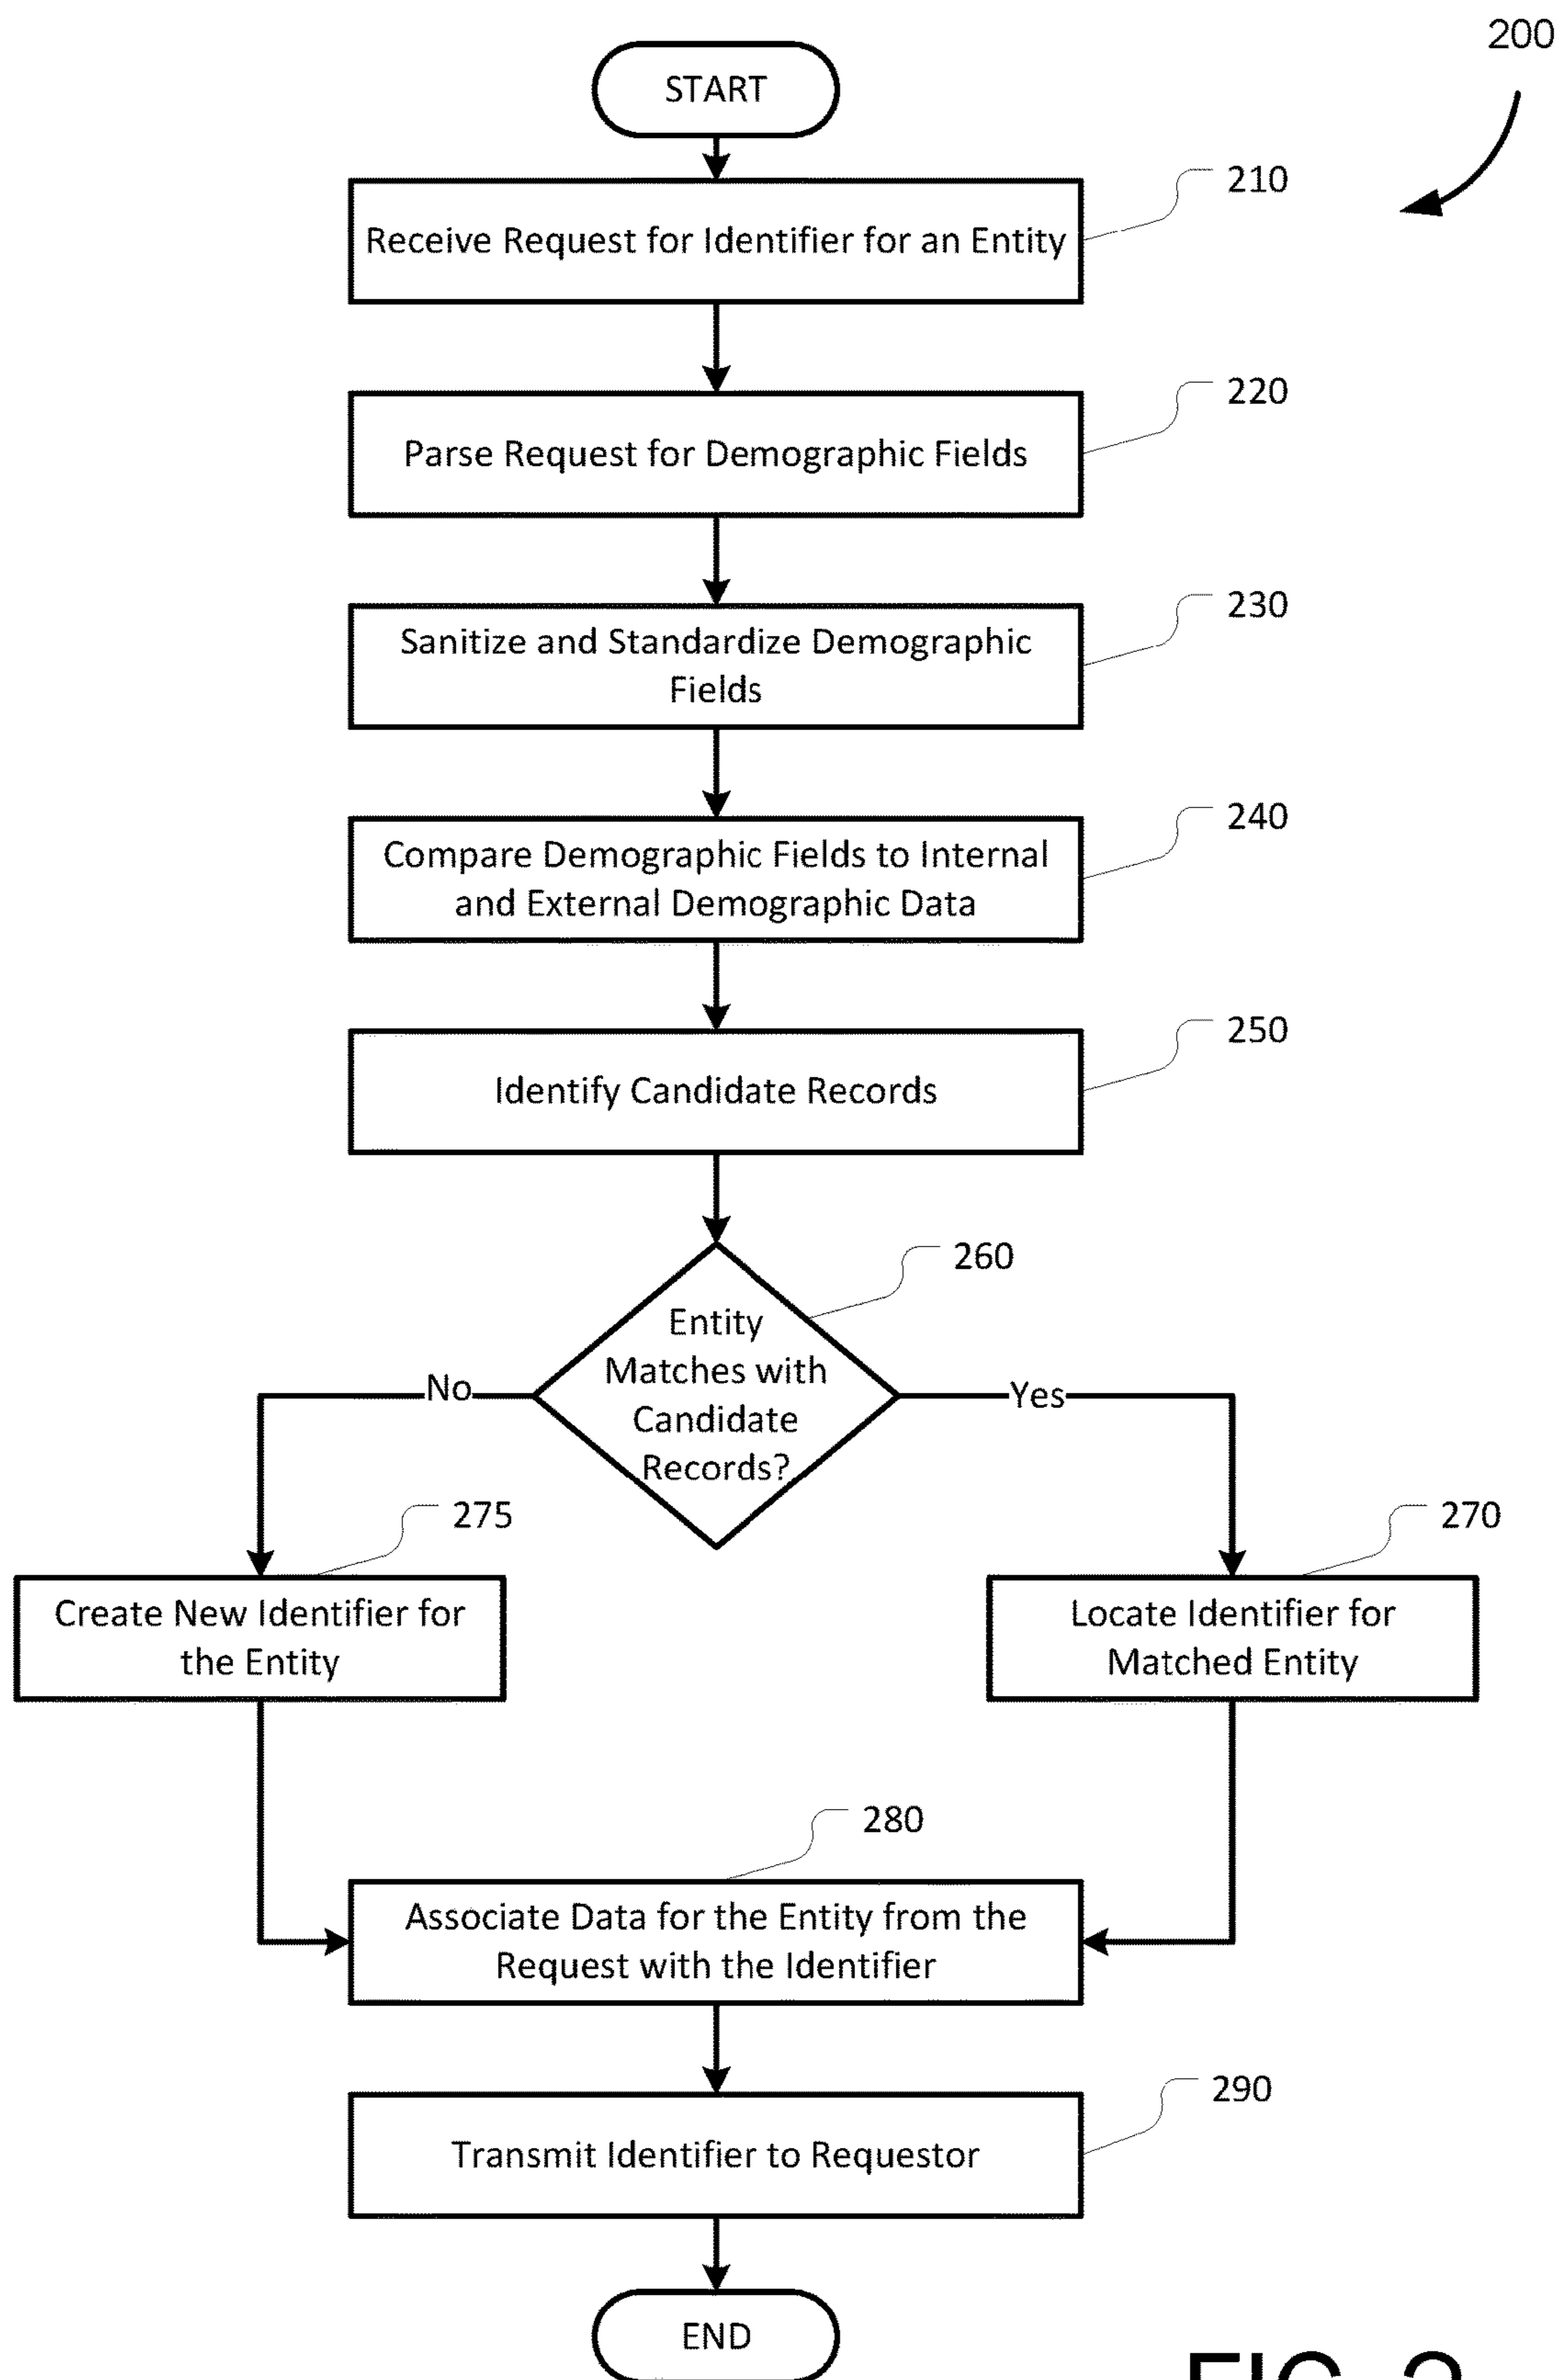 200
START
210
Receive Request for Identifier for an Entity
220
Parse Request for Demographic Fields
230
Sanitize and Standardize Demographic
Fields
240
Compare Demographic Fields to Internal
and External Demographic Data
250
Identify Candidate Records
260
Entity
Matches with
Candidate
Records?
No
Yes
275
270
Create New Identifier for
the Entity
Locate Identifier for
Matched Entity
280
Associate Data for the Entity from the
Request with the Identifier
290
Transmit Identifier to Requestor
END
FIG.